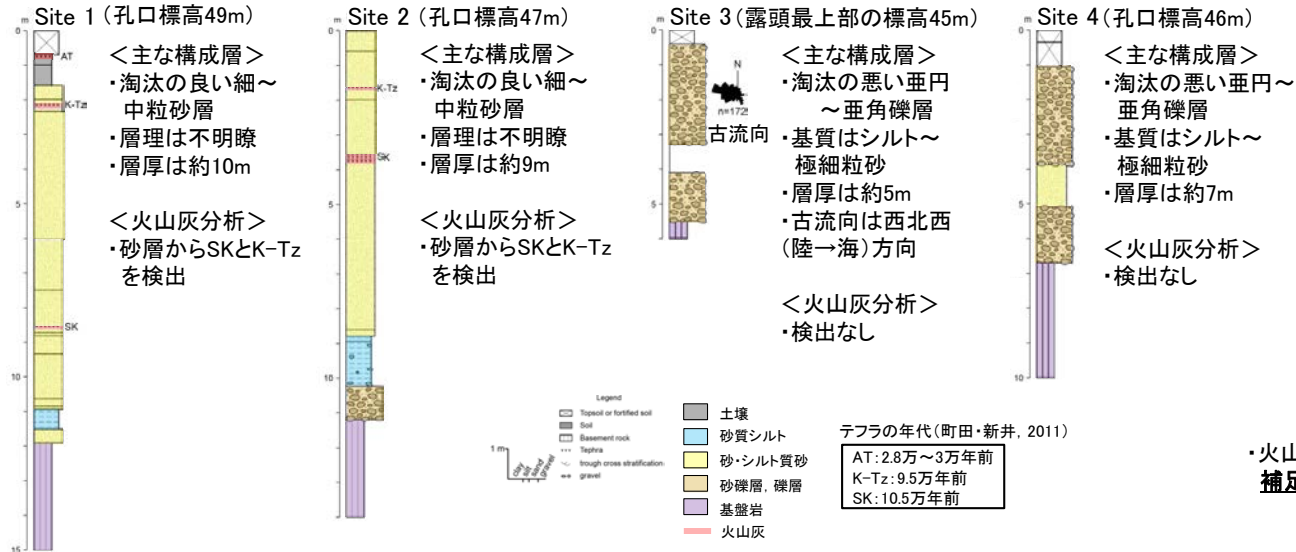 Site 1 (孔口標高49m)
m
0
5
10
15
AT
K-Tz
SK
<主な構成層>
・淘汰の良い細~
中粒砂層
・層理は不明瞭
・層厚は約10m
<火山灰分析>
・砂層からSKとK-Tz
を検出
Site 2 (孔口標高47m)
m
0
5
10
K-Tz
SK
<主な構成層>
・淘汰の良い細~
中粒砂層
・層理は不明瞭
・層厚は約9m
<火山灰分析>
・砂層からSKとK-Tz
を検出
Site 3(露頭最上部の標高45m)
m
0
5
N
n=172
古流向
<主な構成層>
・淘汰の悪い亜円
~亜角礫層
・基質はシルト~
極細粒砂
・層厚は約5m
・古流向は西北西
(陸→海)方向
<火山灰分析>
・検出なし
Site 4(孔口標高46m)
m
0
5
10
<主な構成層>
・淘汰の悪い亜円~
亜角礫層
・基質はシルト~
極細粒砂
・層厚は約7m
<火山灰分析>
・検出なし
Legend
Topsoil or fortified soil
Soil
Basement rock
Tephra
trough cross stratification
gravel
1 m
clay
silt
sand
gravel
土壌
砂質シルト
砂・シルト質砂
砂礫層, 礫層
基盤岩
火山灰
テフラの年代(町田・新井, 2011)
AT:2.8万~3万年前
K-Tz:9.5万年前
SK:10.5万年前
・火山
補足